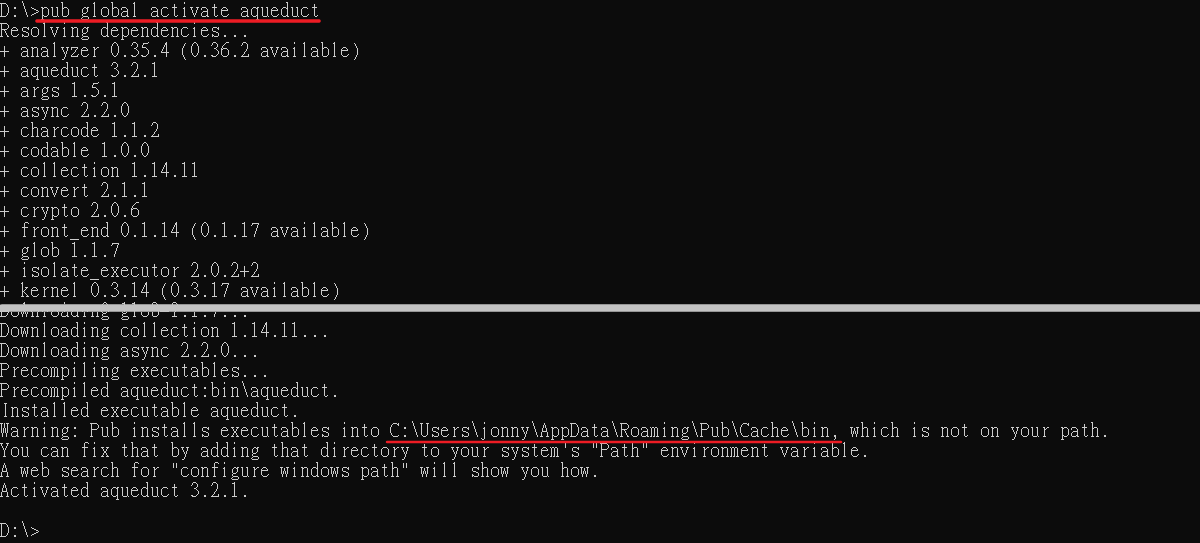 D:\>pub global activate aqueduct
Resolving dependencies...
+ analyzer 0.35.4 (0.36.2 available)
+ aqueduct 3.2.1
+ args 1.5.1
+ async 2.2.0
+ charcode 1.1.2
+ codable 1.0.0
+ collection 1.14.11
+ convert 2.1.1
+ crypto 2.0.6
+ front_end 0.1.14 (0.1.17 available)
+ glob 1.1.7
+ isolate_executor 2.0.2+2
+ kernel 0.3.14 (0.3.17 available)
Downloading glob 1.1.7...
Downloading collection 1.14.11...
Downloading async 2.2.0...
Precompiling executables...
Precompiled aqueduct:bin\aqueduct.
Installed executable aqueduct.
Warning: Pub installs executables into C:\Users\jonny\AppData\Roaming\Pub\Cache\bin, which is not on your path.
You can fix that by adding that directory to your system's "Path" environment variable.
A web search for "configure windows path" will show you how.
Activated aqueduct 3.2.1.
D:\>